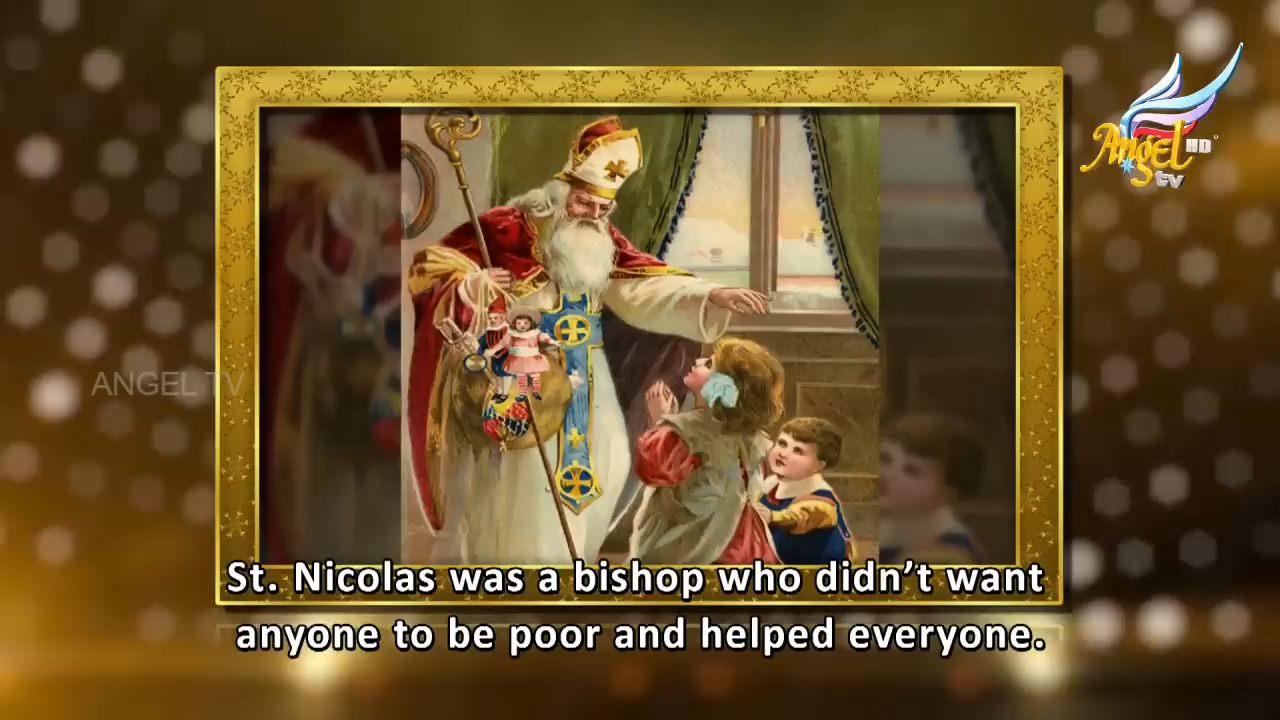 Angel HD
tv
ANGEL TV
St. Nicolas was a bishop who didn’t want
anyone to be poor and helped everyone.